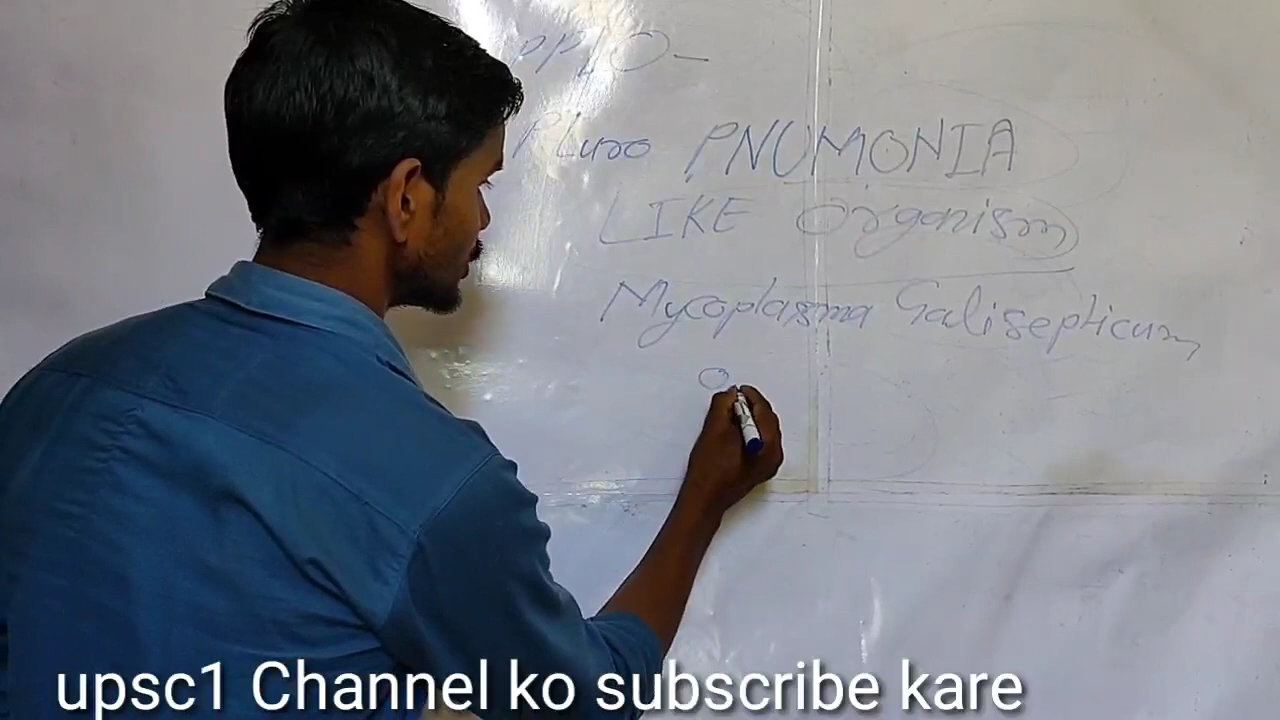 PPLO-
PLuro PNUMONIA
LIKE Organism
Mycoplasma Galisepticum
upsc1 Channel ko subscribe kare